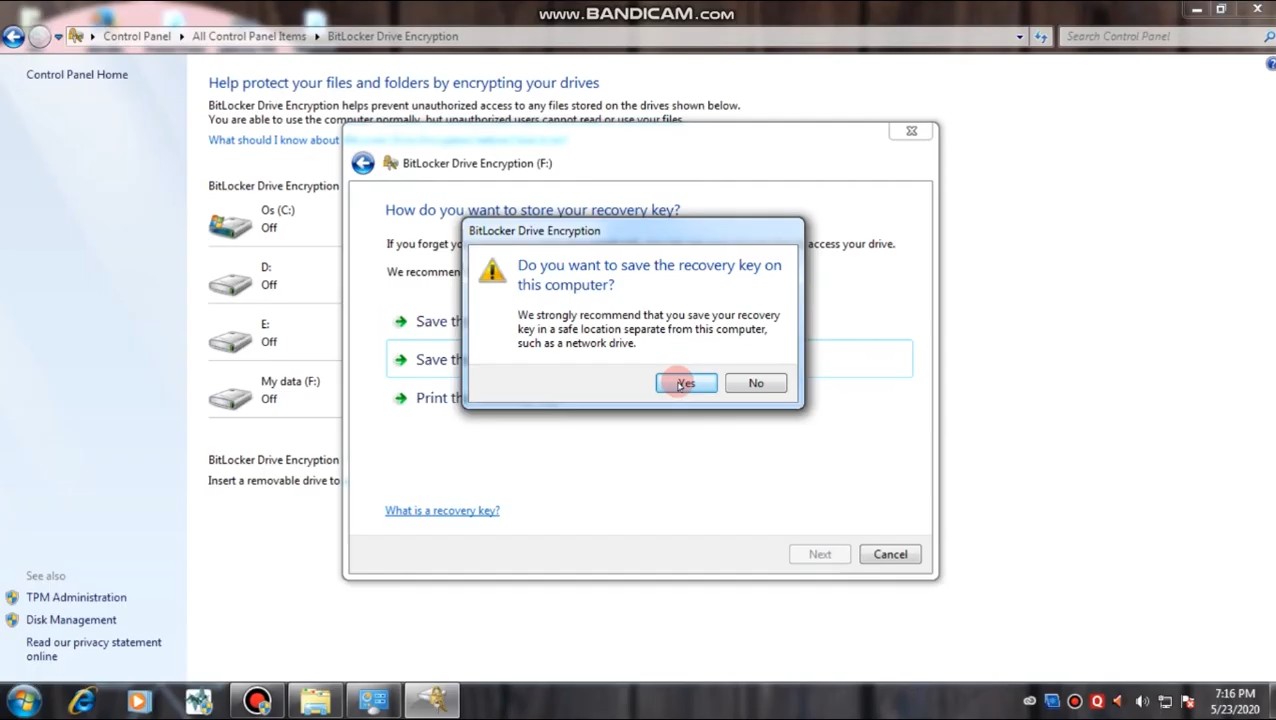 www.BANDICAM.com
Control Panel
All Control Panel Items
BitLocker Drive Encryption
Search Control Panel
Control Panel Home
Help protect your files and folders by encrypting your drives
BitLocker Drive Encryption helps prevent unauthorized access to any files stored on the drives shown below.
You are able to use the computer normally, but unauthorized users cannot read or use your files.
What should I know about
BitLocker Drive Encryption (F:)
BitLocker Drive Encryption
Os (C:)
Off
D:
Off
E:
Off
My data (F:)
Off
BitLocker Drive Encryption
Insert a removable drive to
How do you want to store your recovery key?
If you forget
access your drive.
We recommen
Save
Save
Print
What is a recovery key?
Next
Cancel
BitLocker Drive Encryption
Do you want to save the recovery key on
this computer?
We strongly recommend that you save your recovery
key in a safe location separate from this computer,
such as a network drive.
Yes
No
See also
TPM Administration
Disk Management
Read our privacy statement
online
7:16 PM
5/23/2020